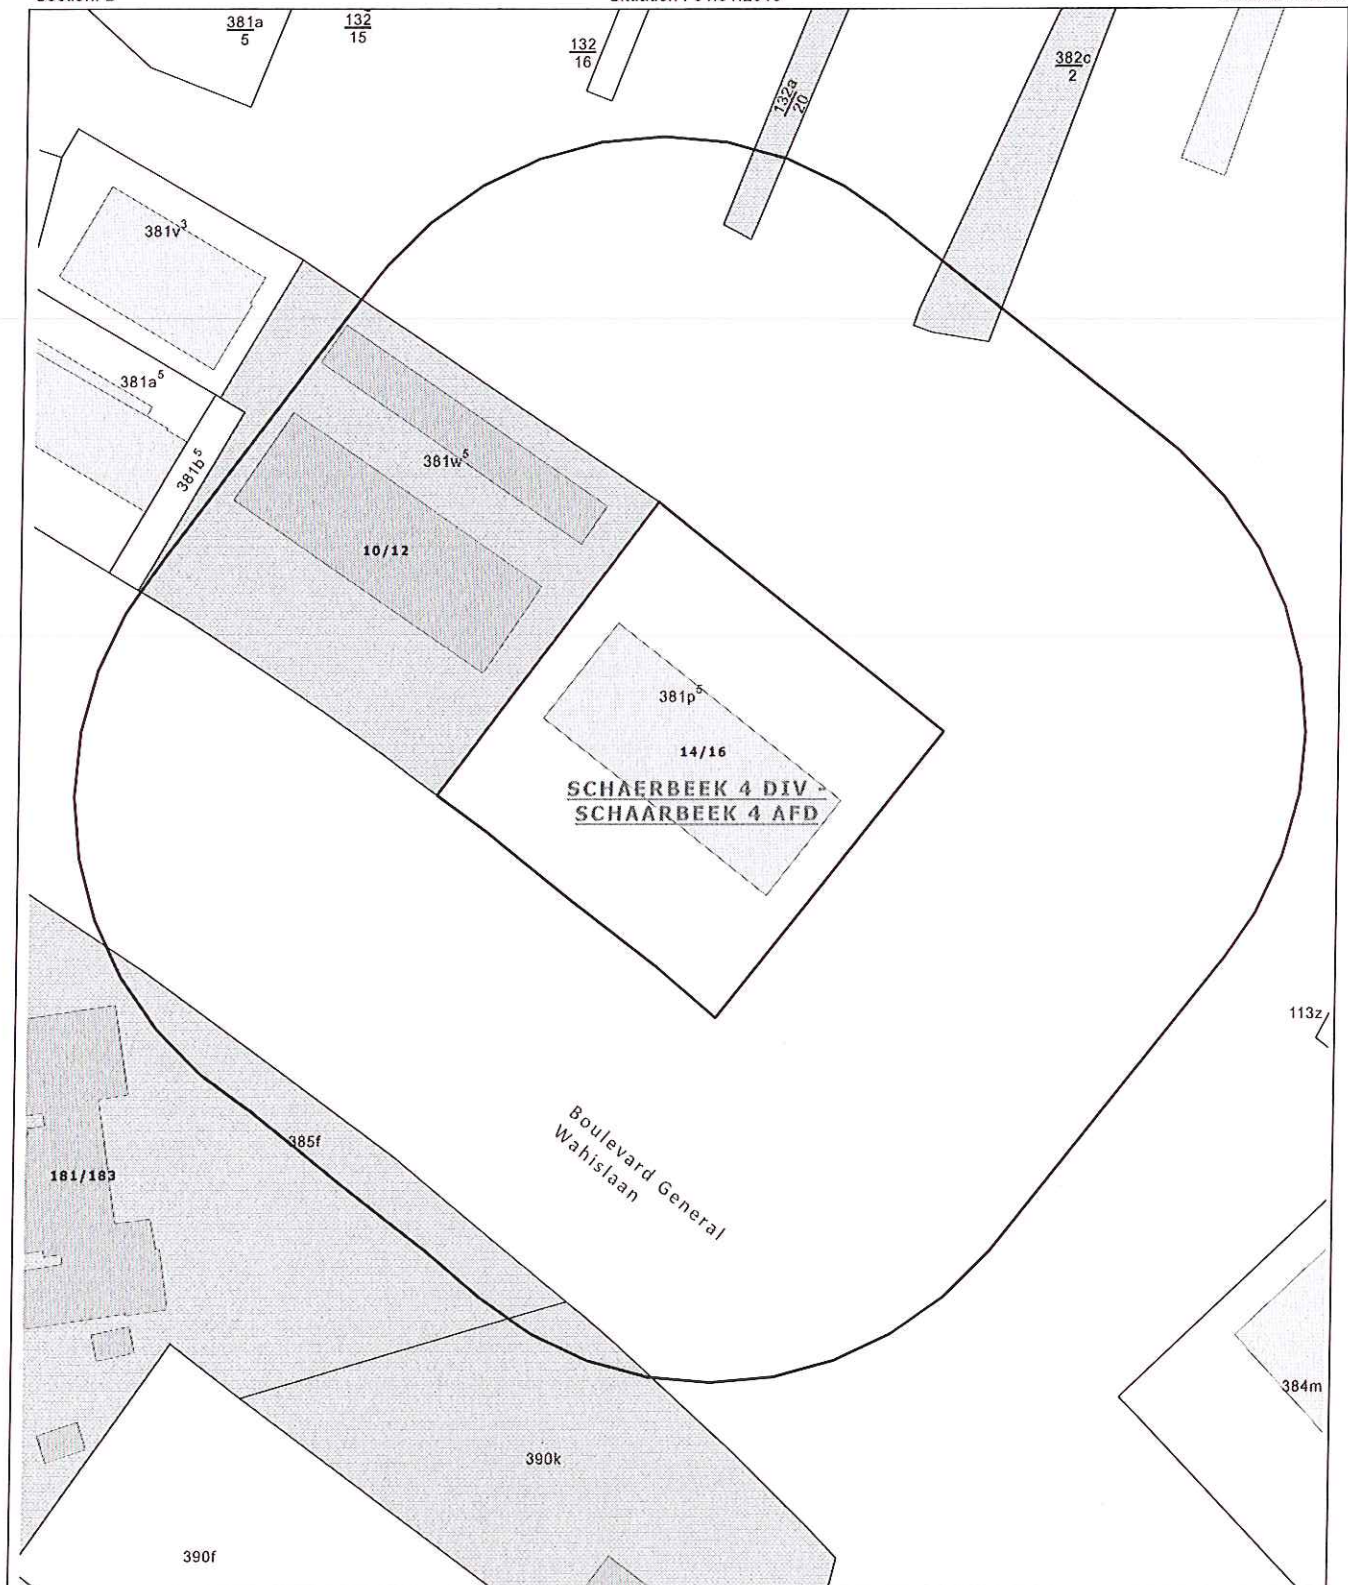 381a
5
132
15
132
16
132a
20
382c
2
381v³
381a⁵
381b⁵
381w⁵
10/12
381p⁵
14/16
SCHAERBEEK 4 DIV -
SCHAARBEEK 4 AFD
113z
Boulevard General
Wahislaan
385f
181/183
384m
390k
390f